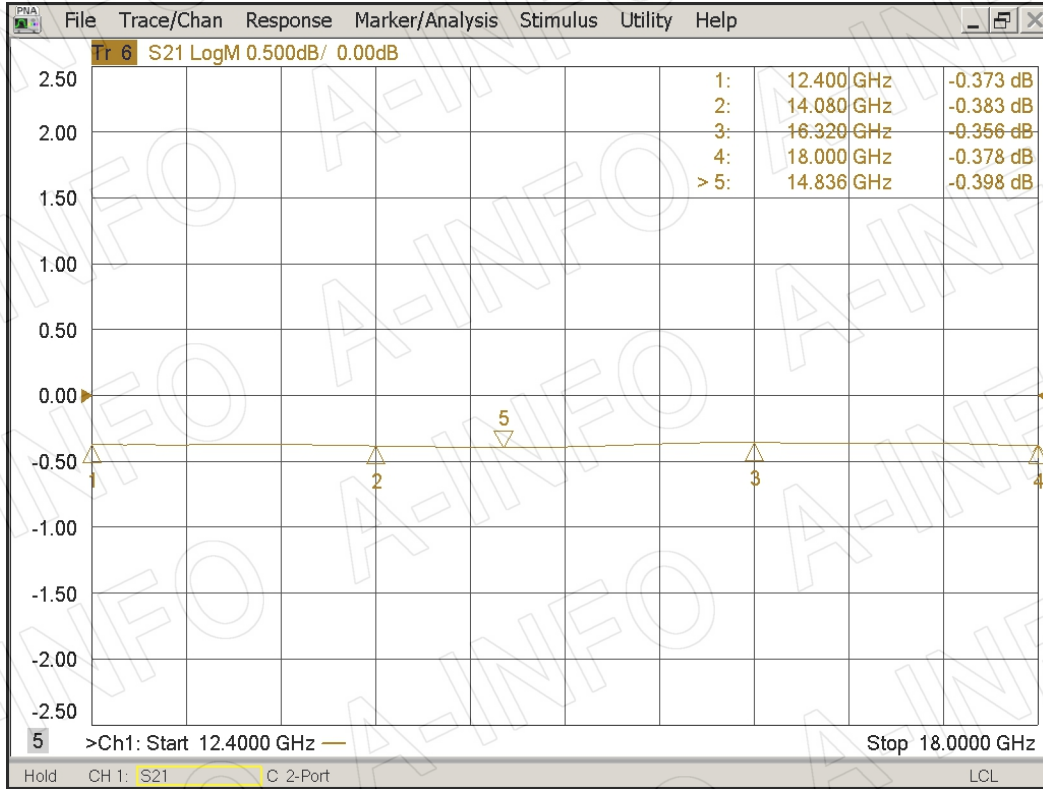 PNA File Trace/Chan Response Marker/Analysis Stimulus Utility Help
Tr 6 S21 LogM 0.500dB/ 0.00dB
2.50
2.00
1.50
1.00
0.50
0.00
-0.50
-1.00
-1.50
-2.00
-2.50
1: 12.400 GHz -0.373 dB
2: 14.080 GHz -0.383 dB
3: 16.320 GHz -0.356 dB
4: 18.000 GHz -0.378 dB
> 5: 14.836 GHz -0.398 dB
5
1
2
3
4
5 >Ch1: Start 12.4000 GHz — Stop 18.0000 GHz
Hold CH 1: S21 C 2-Port LCL
A-INFO